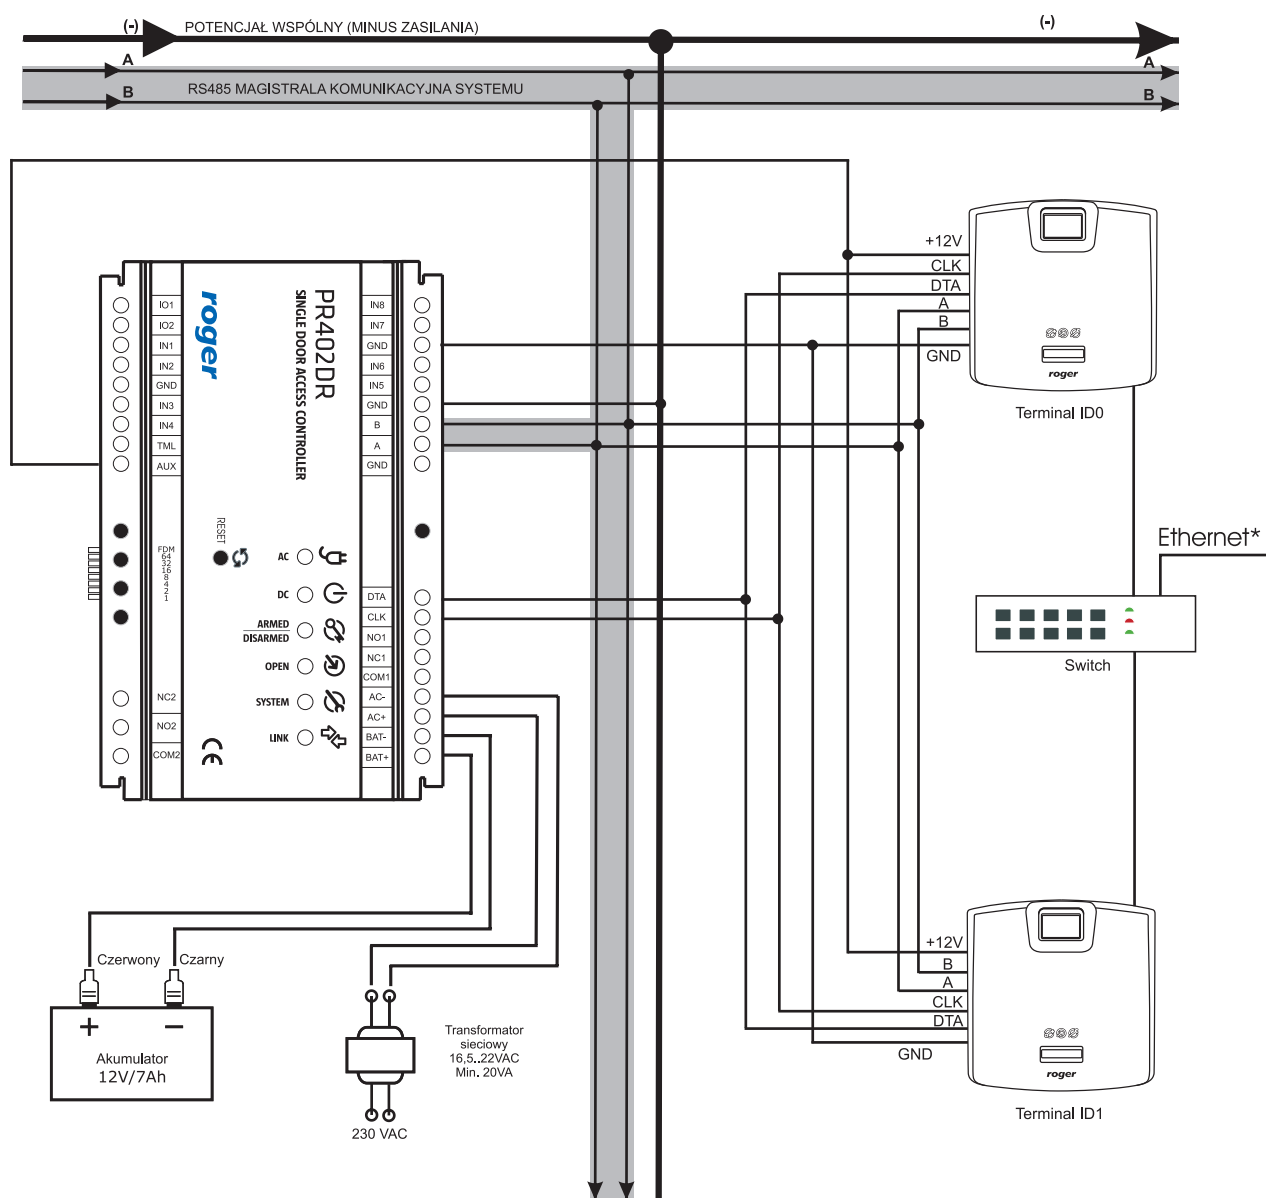 (-)
POTENCJAŁ WSPÓLNY (MINUS ZASILANIA)
(-)
A
A
B
RS485 MAGISTRALA KOMUNIKACYJNA SYSTEMU
B
IO1
IO2
IN1
IN2
GND
IN3
IN4
TML
AUX
FDM
64
32
16
8
4
2
1
NC2
NO2
COM2
roger
PR402DR
SINGLE DOOR ACCESS CONTROLLER
RESET
AC
DC
ARMED
DISARMED
OPEN
SYSTEM
LINK
CE
IN8
IN7
GND
IN6
IN5
GND
B
A
GND
DTA
CLK
NO1
NC1
COM1
AC-
AC+
BAT-
BAT+
+12V
CLK
DTA
A
B
GND
roger
Terminal ID0
Ethernet*
Switch
+12V
B
A
CLK
DTA
GND
roger
Terminal ID1
Czerwony
Czarny
+
−
Akumulator
12V/7Ah
Transformator
sieciowy
16,5..22VAC
Min. 20VA
230 VAC